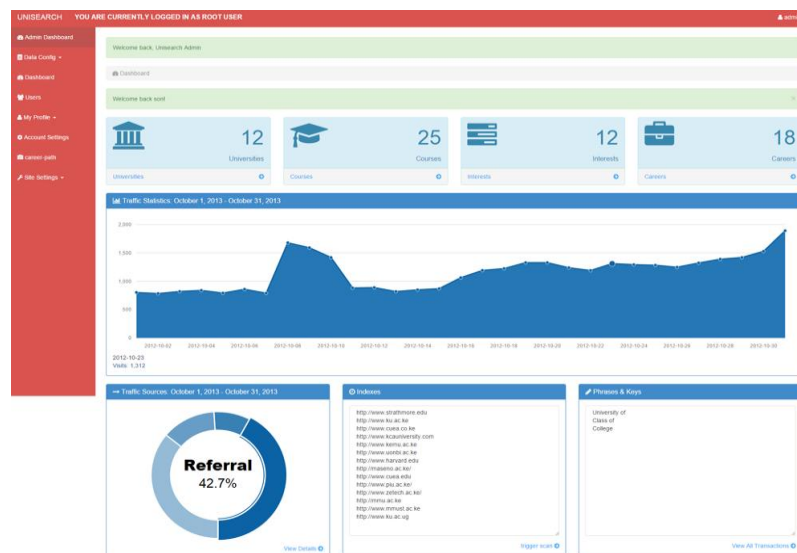 UNISEARCH YOU ARE CURRENTLY LOGGED IN AS ROOT USER
Admin Dashboard
Data Config
Dashboard
Users
My Profile
Account Settings
career-path
Site Settings
Welcome back, Unisearch Admin
Dashboard
Welcome back
12
Universities
Universities
25
Courses
Courses
12
Interests
Interests
18
Careers
Careers
Traffic Statistics: October 1, 2013 - October 31, 2013
2,000
1,500
1,000
500
0
2012-10-02 2012-10-04 2012-10-06 2012-10-08 2012-10-10 2012-10-12 2012-10-14 2012-10-16 2012-10-18 2012-10-20 2012-10-22 2012-10-24 2012-10-26 2012-10-28 2012-10-30
2012-10-23
Visits: 1,312
Traffic Sources: October 1, 2013 - October 31, 2013
Referral
42.7%
View Details
Indexes
http://www.strathmore.edu
http://www.ku.ac.ke
http://www.cuea.co.ke
http://www.kcauniversity.com
http://www.kemu.ac.ke
http://www.uonbi.ac.ke
http://www.harvard.edu
http://maseno.ac.ke/
http://www.cuea.edu
http://www.piu.ac.ke/
http://www.zetech.ac.ke/
http://mmu.ac.ke
http://www.mmust.ac.ke
http://www.ku.ac.ug
trigger scan
Phrases & Keys
University of
Class of
College
View All Transactions